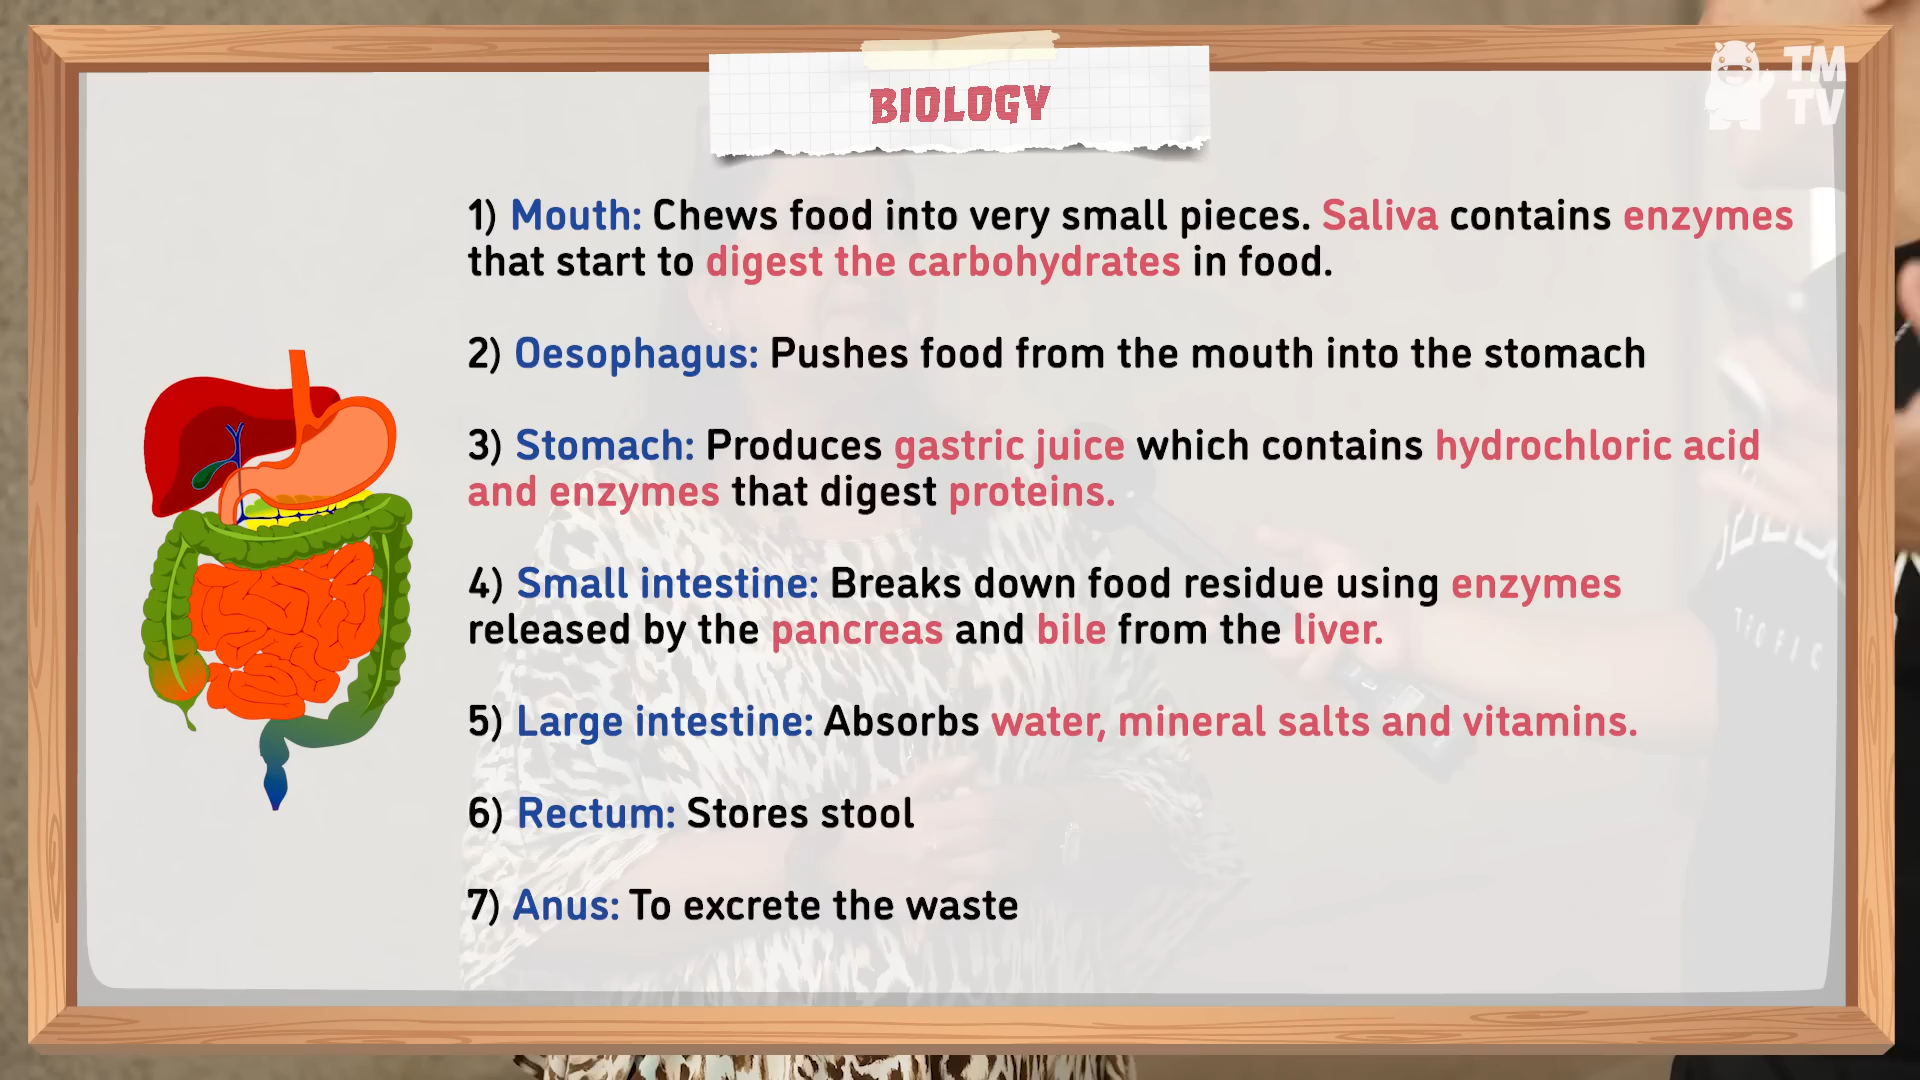 BIOLOGY
TM
TV
1) Mouth: Chews food into very small pieces. Saliva contains enzymes
that start to digest the carbohydrates in food.
2) Oesophagus: Pushes food from the mouth into the stomach
3) Stomach: Produces gastric juice which contains hydrochloric acid
and enzymes that digest proteins.
4) Small intestine: Breaks down food residue using enzymes
released by the pancreas and bile from the liver.
5) Large intestine: Absorbs water, mineral salts and vitamins.
6) Rectum: Stores stool
7) Anus: To excrete the waste